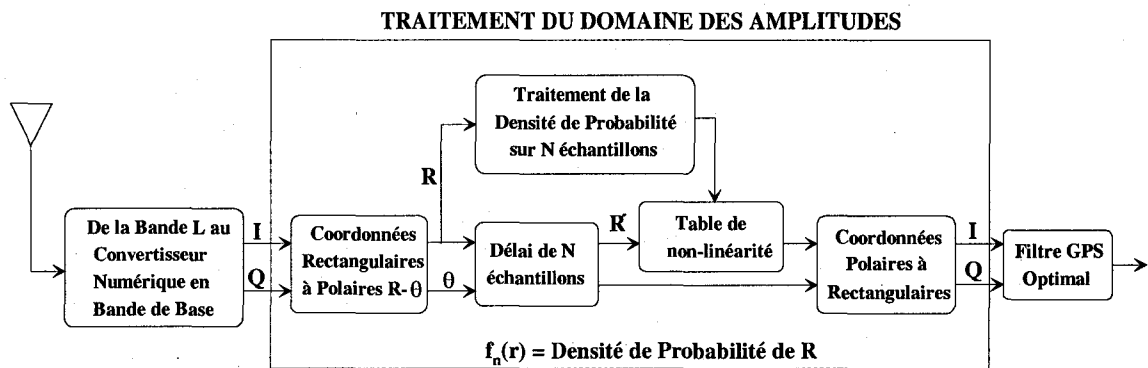 TRAITEMENT DU DOMAINE DES AMPLITUDES
Traitement de la
Densité de Probabilité
sur N échantillons
R
De la Bande L au
Convertisseur
Numérique en
Bande de Base
I
Q
Coordonnées
Rectangulaires
à Polaires R-θ
θ
Délai de N
échantillons
R
Table de
non-linéarité
Coordonnées
Polaires à
Rectangulaires
I
Q
Filtre GPS
Optimal
f_n(r) = Densité de Probabilité de R